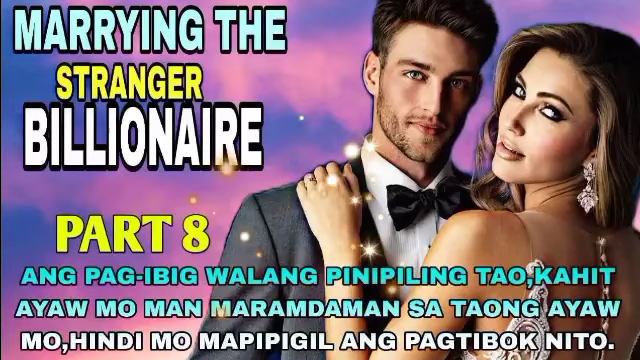 MARRYING THE
STRANGER
BILLIONAIRE
PART 8
ANG PAG-IBIG WALANG PINIPILING TAO,KAHIT
AYAW MO MAN MARAMDAMAN SA TAONG AYAW
MO,HINDI MO MAPIPIGIL ANG PAGTIBOK NITO.